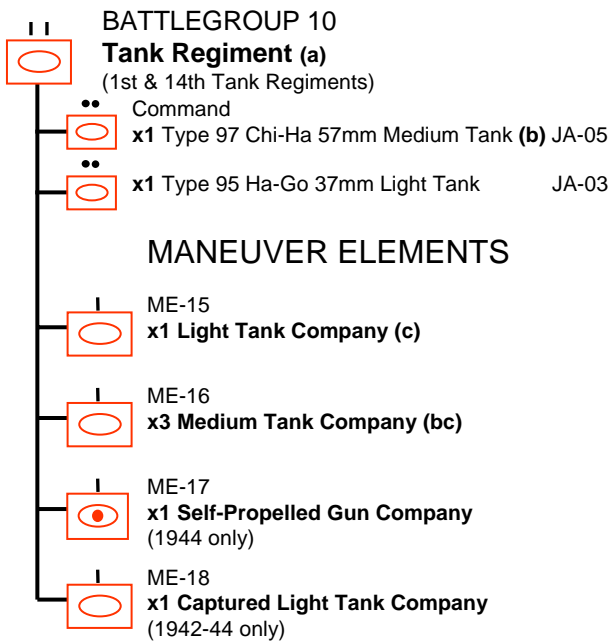 BATTLEGROUP 10
Tank Regiment (a)
(1st & 14th Tank Regiments)
Command
x1 Type 97 Chi-Ha 57mm Medium Tank (b) JA-05
x1 Type 95 Ha-Go 37mm Light Tank JA-03
MANEUVER ELEMENTS
ME-15
x1 Light Tank Company (c)
ME-16
x3 Medium Tank Company (bc)
ME-17
x1 Self-Propelled Gun Company
(1944 only)
ME-18
x1 Captured Light Tank Company
(1942-44 only)